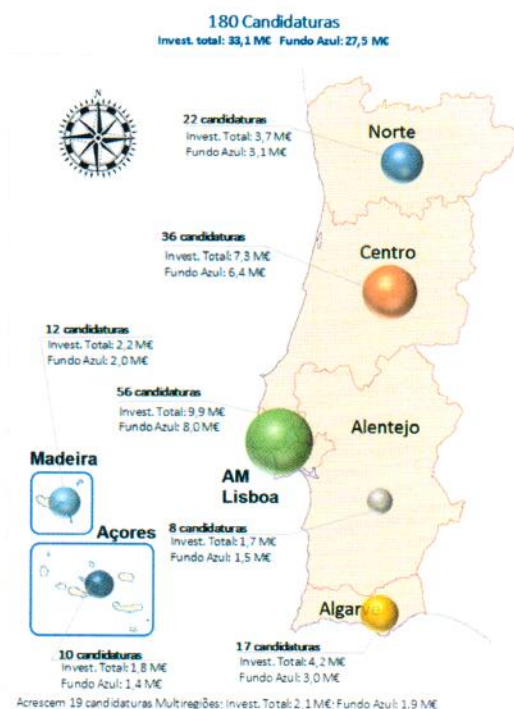 180 Candidaturas
Invest. total: 33,1 M€ Fundo Azul: 27,5 M€
N
22 candidaturas
Invest. Total: 3,7 M€
Fundo Azul: 3,1 M€
Norte
36 candidaturas
Invest. Total: 7,3 M€
Fundo Azul: 6,4 M€
Centro
12 candidaturas
Invest. Total: 2,2 M€
Fundo Azul: 2,0 M€
56 candidaturas
Invest. Total: 9,9 M€
Fundo Azul: 8,0 M€
Alentejo
Madeira
AM
Lisboa
Açores
8 candidaturas
Invest. Total: 1,7 M€
Fundo Azul: 1,5 M€
Algarve
10 candidaturas
Invest. Total: 1,8 M€
Fundo Azul: 1,4 M€
17 candidaturas
Invest. Total: 4,2 M€
Fundo Azul: 3,0 M€
Acrescem 19 candidaturas Multiregiões: Invest. Total: 2,1 M€; Fundo Azul: 1,9 M€